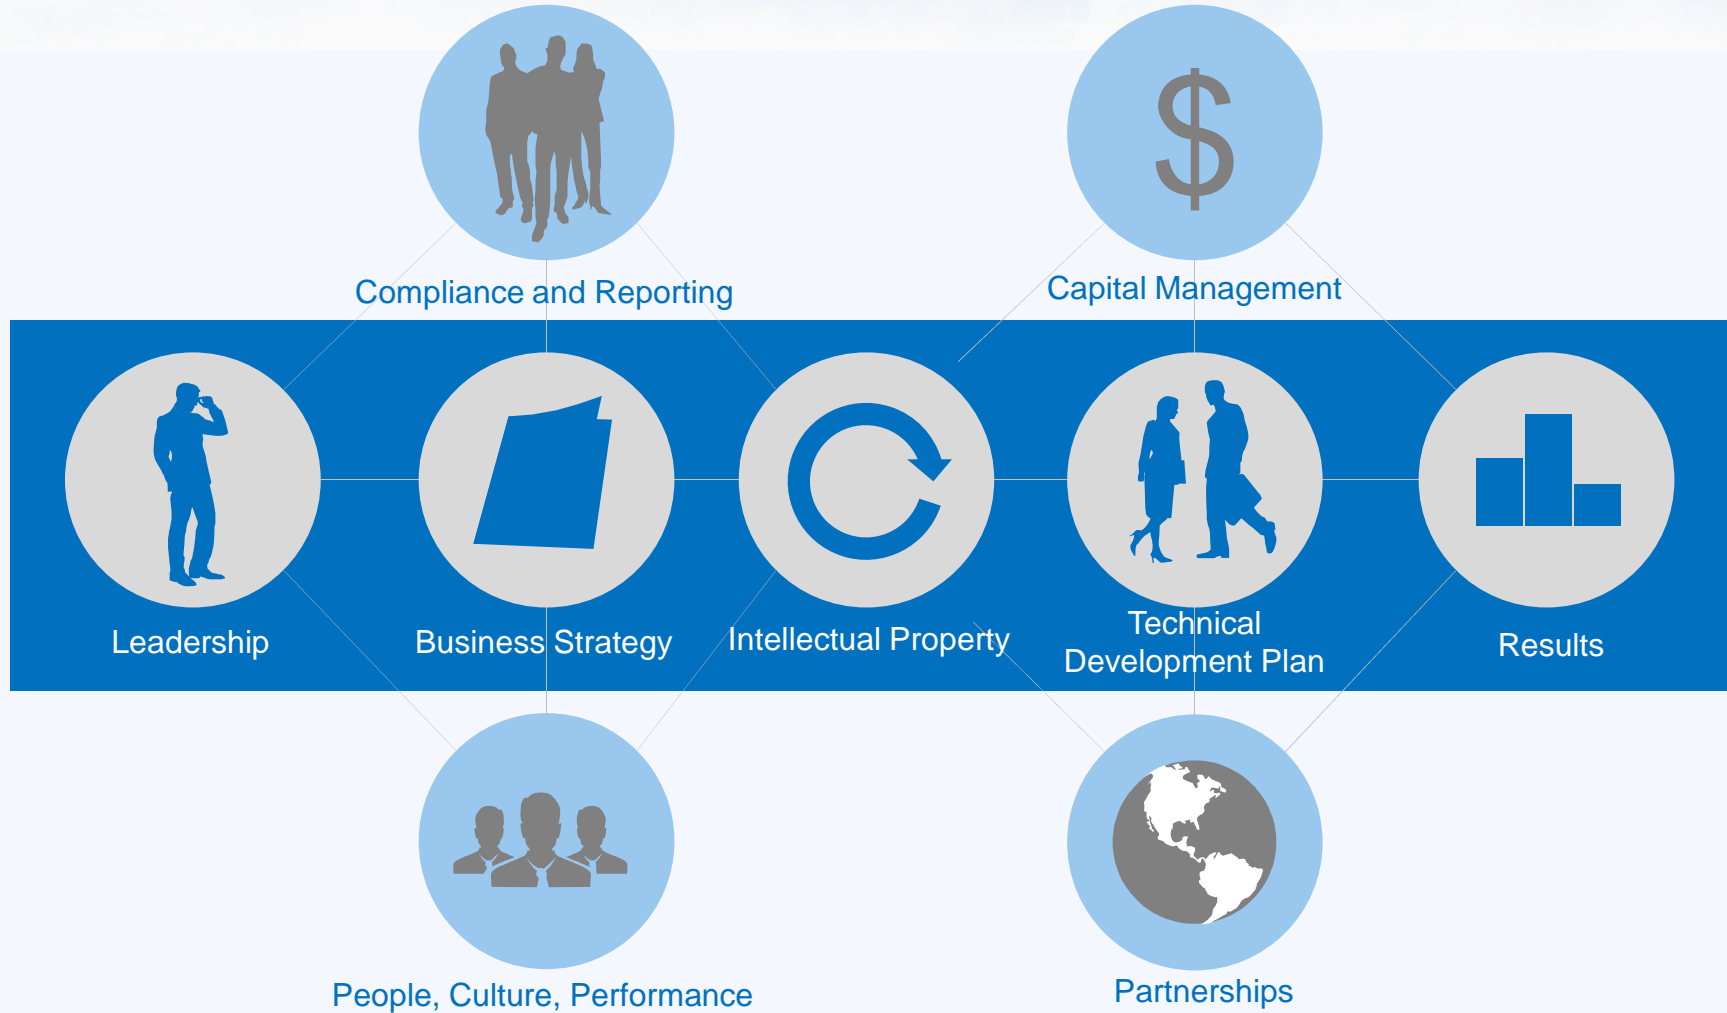 $
Compliance and Reporting
Capital Management
Leadership
Business Strategy
Intellectual Property
Technical
Development Plan
Results
People, Culture, Performance
Partnerships